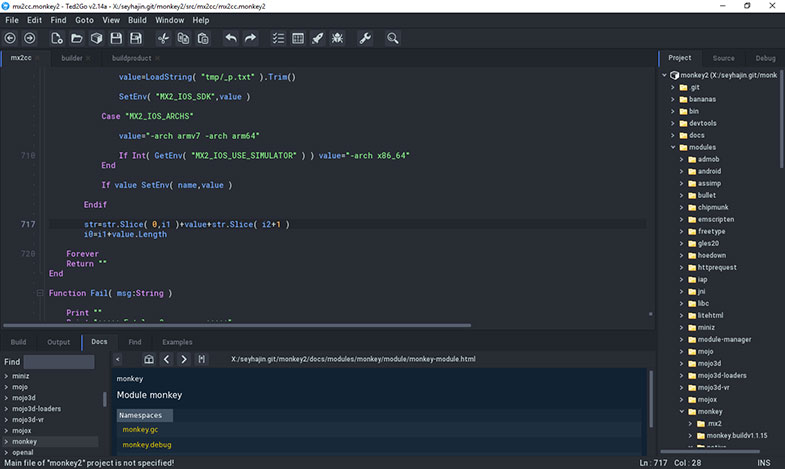 mx2cc.monkey2 - Ted2Go v2.14a - X:/seyhajin.git/monkey2/src/mx2cc/mx2cc.monkey2
File Edit Find Goto View Build Window Help
mx2cc × builder × buildproduct ×
value=LoadString( "tmp/_p.txt" ).Trim()
SetEnv( "MX2_IOS_SDK",value )
Case "MX2_IOS_ARCHS"
value="-arch armv7 -arch arm64"
710 If Int( GetEnv( "MX2_IOS_USE_SIMULATOR" ) ) value="-arch x86_64"
End
If value SetEnv( name,value )
Endif
717 str=str.Slice( 0,i1 )+value+str.Slice( i2+1 )
i0=i1+value.Length
720 Forever
Return ""
End
Function Fail( msg:String )
Print ""
Project Source Debug
monkey2 (X:/seyhajin.git/monk
.git
bananas
bin
devtools
docs
modules
admob
android
assimp
bullet
chipmunk
emscripten
freetype
gles20
hoedown
httprequest
iap
jni
libc
litehtml
miniz
module-manager
mojo
mojo3d
mojo3d-loaders
mojo3d-vr
mojox
monkey
.mx2
monkey.buildv1.1.15
Build Output Docs Find Examples
Find
miniz
mojo
mojo3d
mojo3d-loaders
mojo3d-vr
mojox
monkey
openal
X:/seyhajin.git/monkey2/docs/modules/monkey/module/monkey-module.html
monkey
Module monkey
Namespaces
monkey.gc
monkey.debug
Main file of "monkey2" project is not specified!
Ln : 717 Col : 28 INS